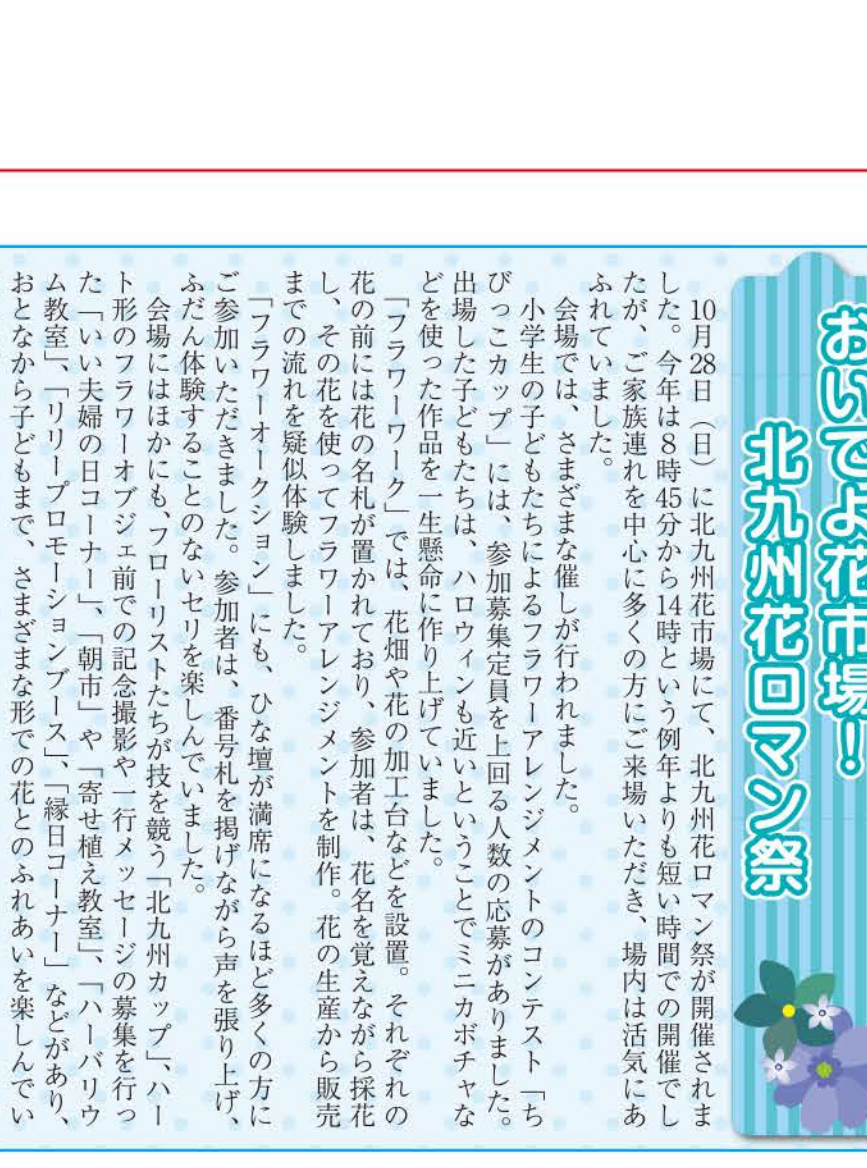 おいでよ花市場！
北九州花ロマン祭
10月28日（日）に北九州花市場にて、北九州花ロマン祭が開催されま
した。今年は８時45分から14時という例年よりも短い時間での開催でし
たが、ご家族連れを中心に多くの方にご来場いただき、場内は活気にあ
ふれていました。
会場では、さまざまな催しが行われました。
小学生の子どもたちによるフラワーアレンジメントのコンテスト「ち
びっこカップ」には、参加募集定員を上回る人数の応募がありました。
出場した子どもたちは、ハロウィンも近いということでミニカボチャな
どを使った作品を一生懸命に作り上げていました。
「フラワーワーク」では、花畑や花の加工台などを設置。それぞれの
花の前には花の名札が置かれており、参加者は、花名を覚えながら採花
し、その花を使ってフラワーアレンジメントを制作。花の生産から販売
までの流れを疑似体験しました。
「フラワーオークション」にも、ひな壇が満席になるほど多くの方に
ご参加いただきました。参加者は、番号札を掲げながら声を張り上げ、
ふだん体験することのないセリを楽しんでいました。
会場にはほかにも、フローリストたちが技を競う「北九州カップ」、ハー
ト形のフラワーオブジェ前での記念撮影や一行メッセージの募集を行っ
た「いい夫婦の日コーナー」、「朝市」や「寄せ植え教室」、「ハーバリウ
ム教室」、「リリープロモーションブース」、「縁日コーナー」などがあり、
おとなから子どもまで、さまざまな形での花とのふれあいを楽しんでい